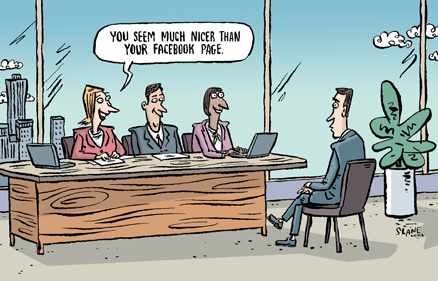 YOU SEEM MUCH NICER THAN
YOUR FACEBOOK PAGE.
SLANE